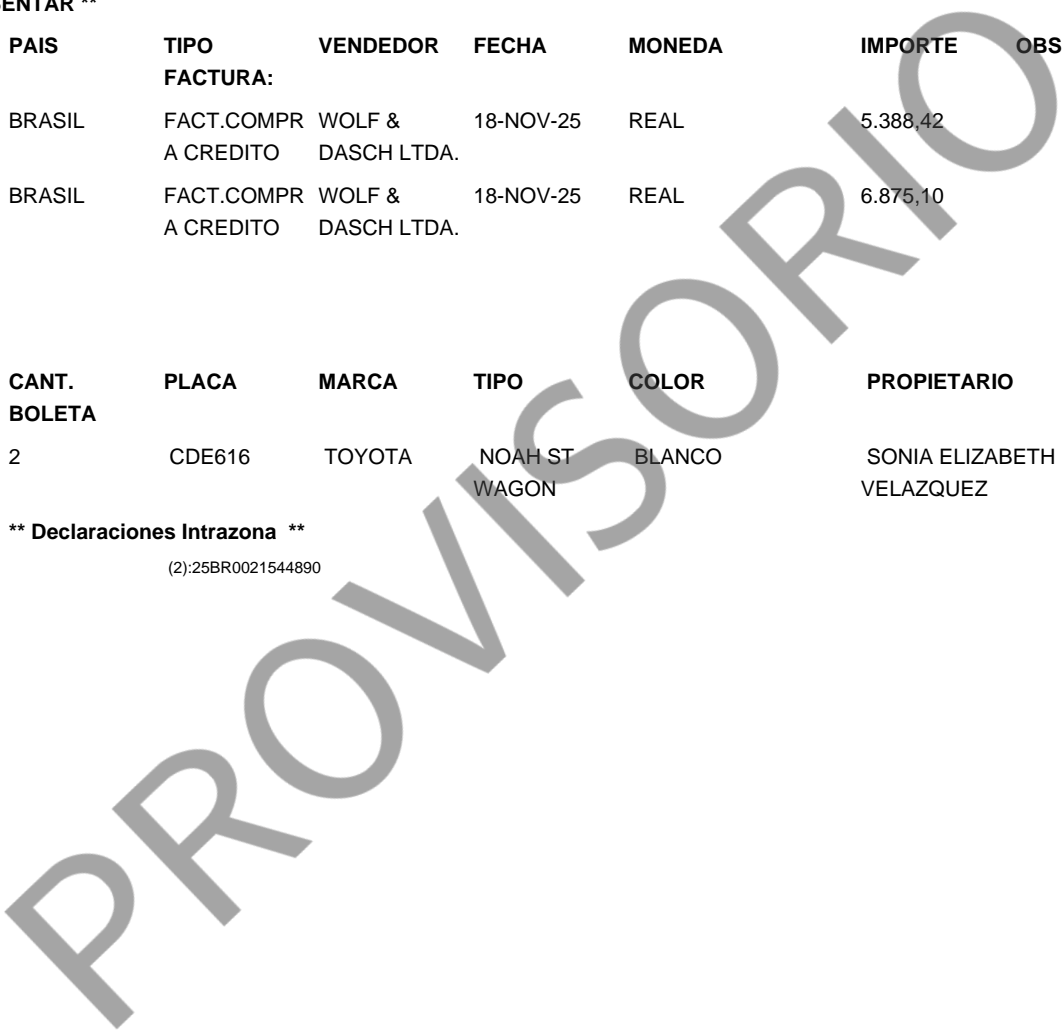 ENTAR **
PAIS TIPO VENDEDOR FECHA MONEDA IMPORTE OBS
FACTURA:
BRASIL FACT.COMPR WOLF & 18-NOV-25 REAL 5.388,42
A CREDITO DASCH LTDA.
BRASIL FACT.COMPR WOLF & 18-NOV-25 REAL 6.875,10
A CREDITO DASCH LTDA.
CANT. PLACA MARCA TIPO COLOR PROPIETARIO
BOLETA
2 CDE616 TOYOTA NOAH ST BLANCO SONIA ELIZABETH
WAGON VELAZQUEZ
** Declaraciones Intrazona **
(2):25BR0021544890
PROVISORIO